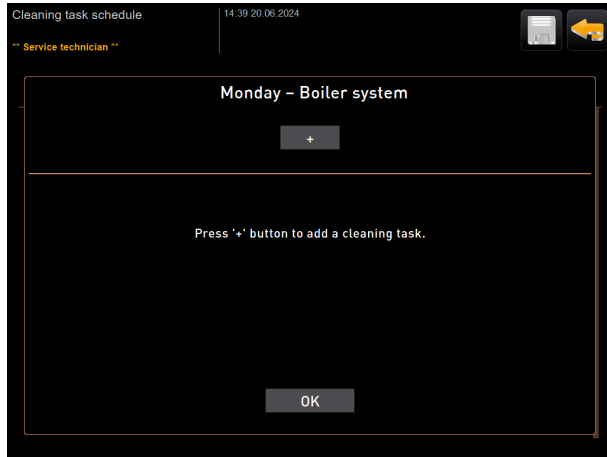 Cleaning task schedule
14:39 20.06.2024
** Service technician **
Monday – Boiler system
+
Press '+' button to add a cleaning task.
OK